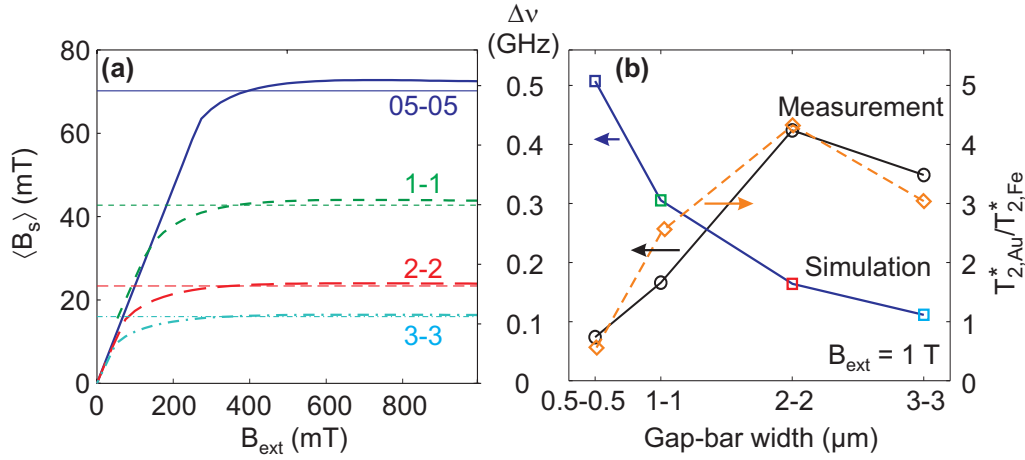 (a)
80
60
40
20
0
⟨B_s⟩ (mT)
05-05
1-1
2-2
3-3
0 200 400 600 800
B_ext (mT)
Δν
(GHz)
(b)
0.5
0.4
0.3
0.2
0.1
0
Measurement
Simulation
B_ext = 1 T
5
4
3
2
1
0
T*_2,Au/T*_2,Fe
0.5-0.5 1-1 2-2 3-3
Gap-bar width (μm)